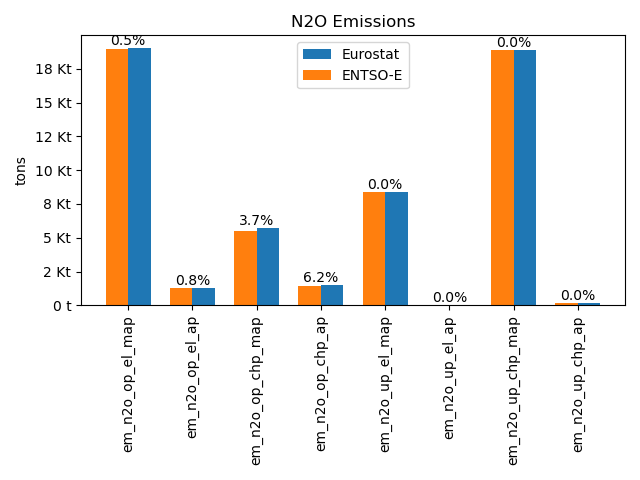 N2O Emissions
Eurostat
ENTSO-E
0.5%
0.8%
3.7%
6.2%
0.0%
0.0%
0.0%
0.0%
tons
18 Kt
15 Kt
12 Kt
10 Kt
8 Kt
5 Kt
2 Kt
0 t
em_n2o_op_el_map
em_n2o_op_el_ap
em_n2o_op_chp_map
em_n2o_op_chp_ap
em_n2o_up_el_map
em_n2o_up_el_ap
em_n2o_up_chp_map
em_n2o_up_chp_ap